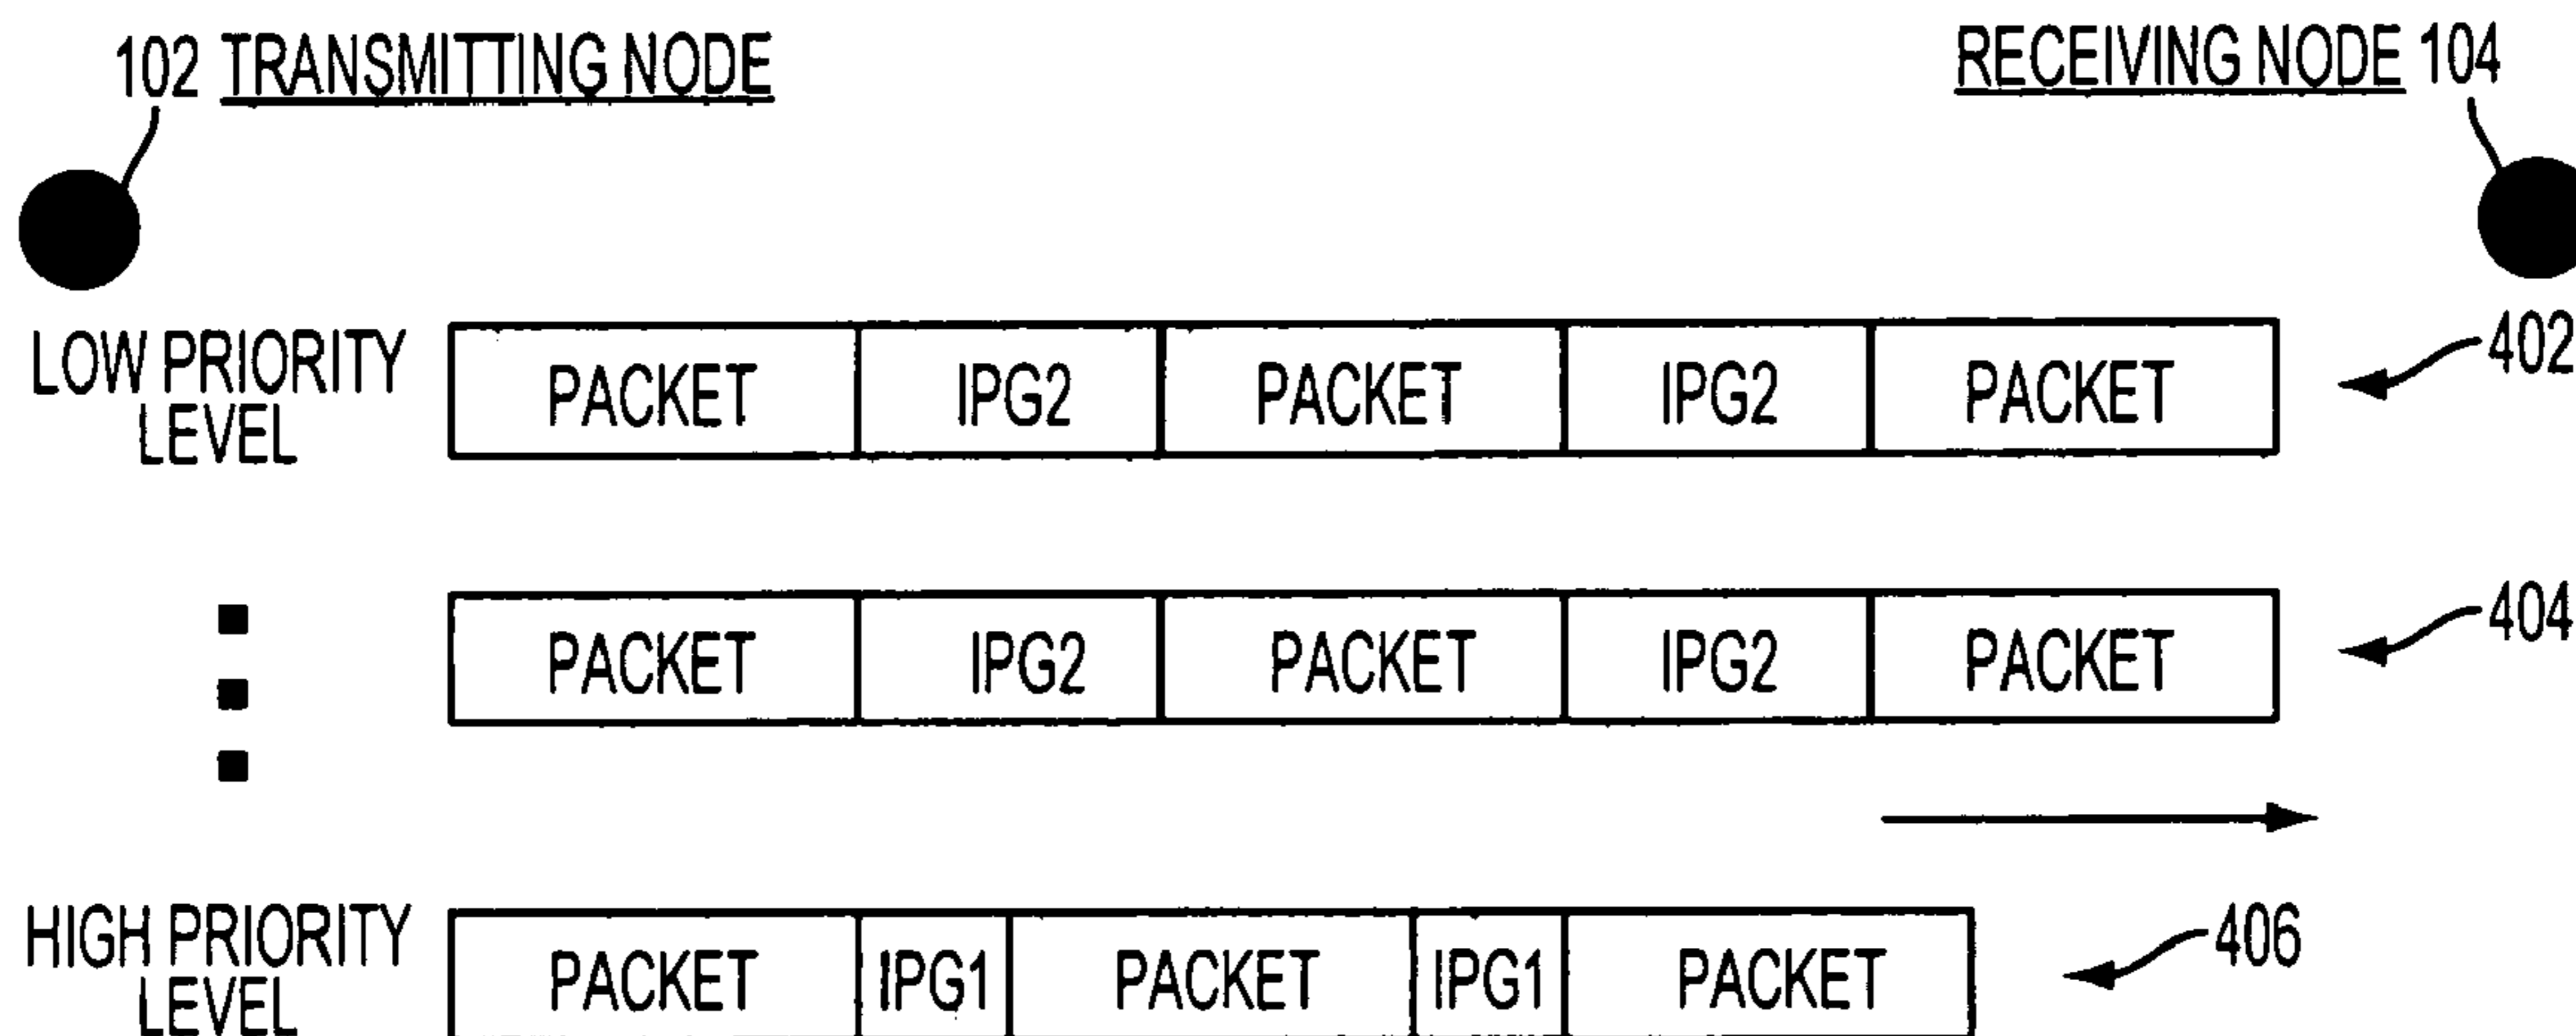 102 TRANSMITTING NODE
RECEIVING NODE 104
LOW PRIORITY
LEVEL
PACKET IPG2 PACKET IPG2 PACKET
402
PACKET IPG2 PACKET IPG2 PACKET
404
HIGH PRIORITY
LEVEL
PACKET IPG1 PACKET IPG1 PACKET
406